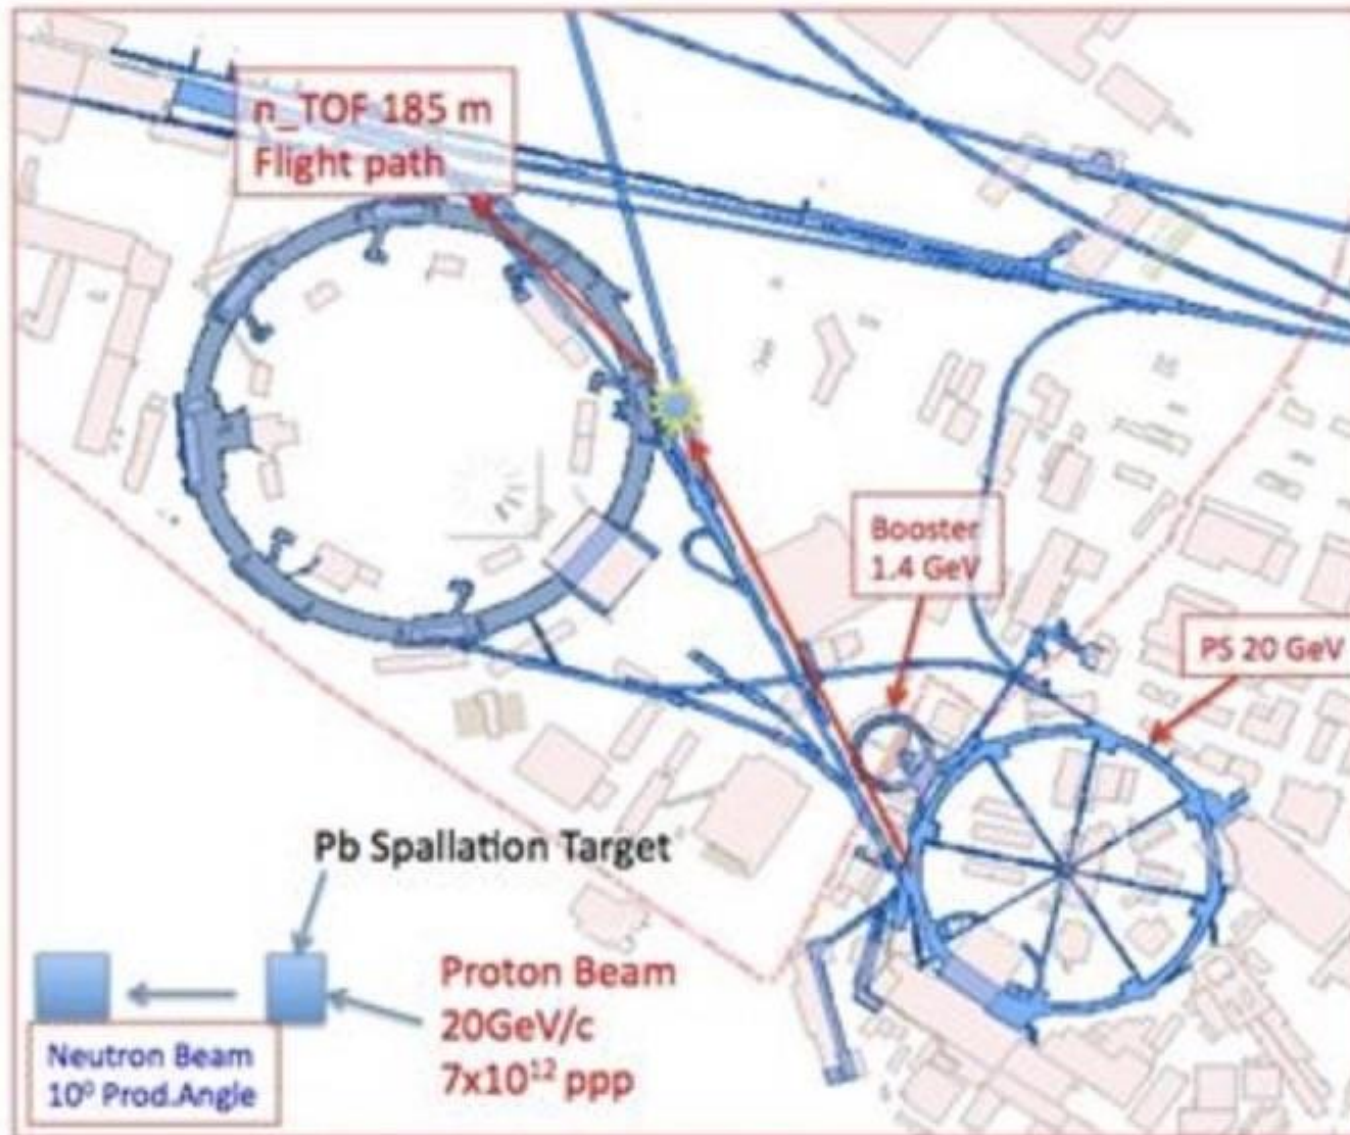 n_TOF 185 m
Flight path
Booster
1.4 GeV
PS 20 GeV
Pb Spallation Target
Proton Beam
20GeV/c
7x10¹² ppp
Neutron Beam
10⁰ Prod.Angle